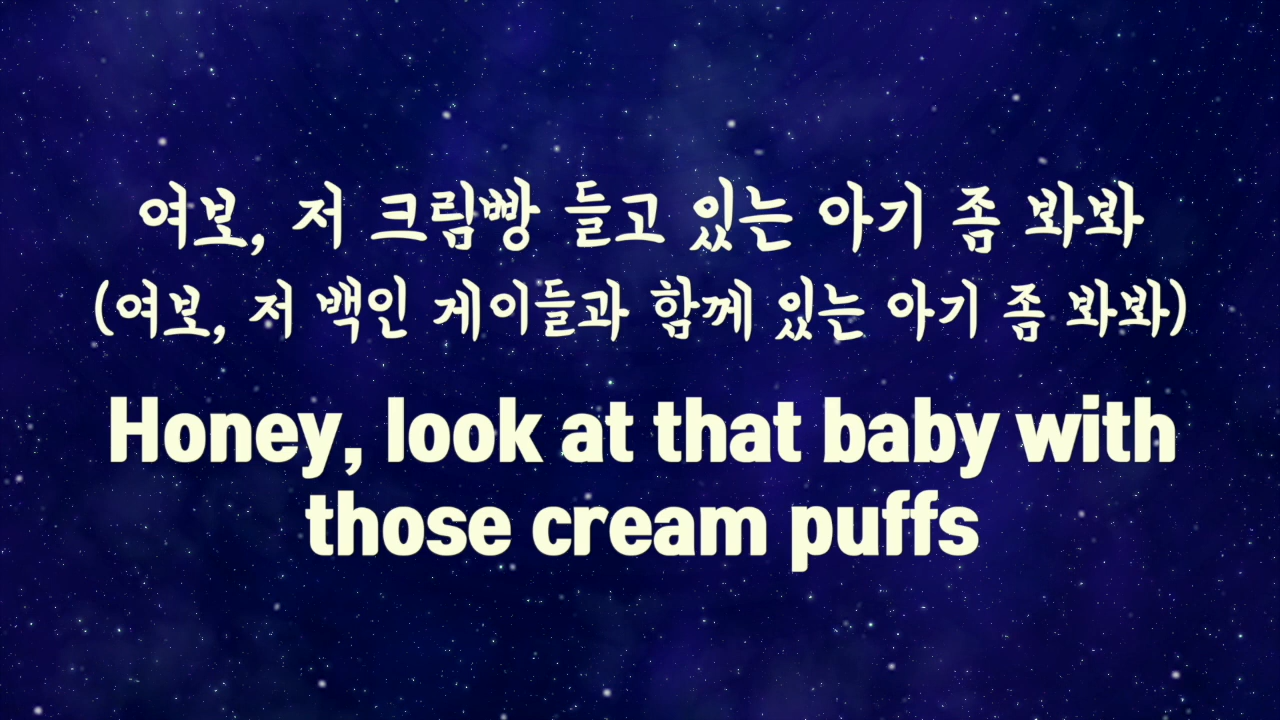 여보, 저 크림빵 들고 있는 아기 좀 봐봐
(여보, 저 백인 게이들과 함께 있는 아기 좀 봐봐)
Honey, look at that baby with
those cream puffs